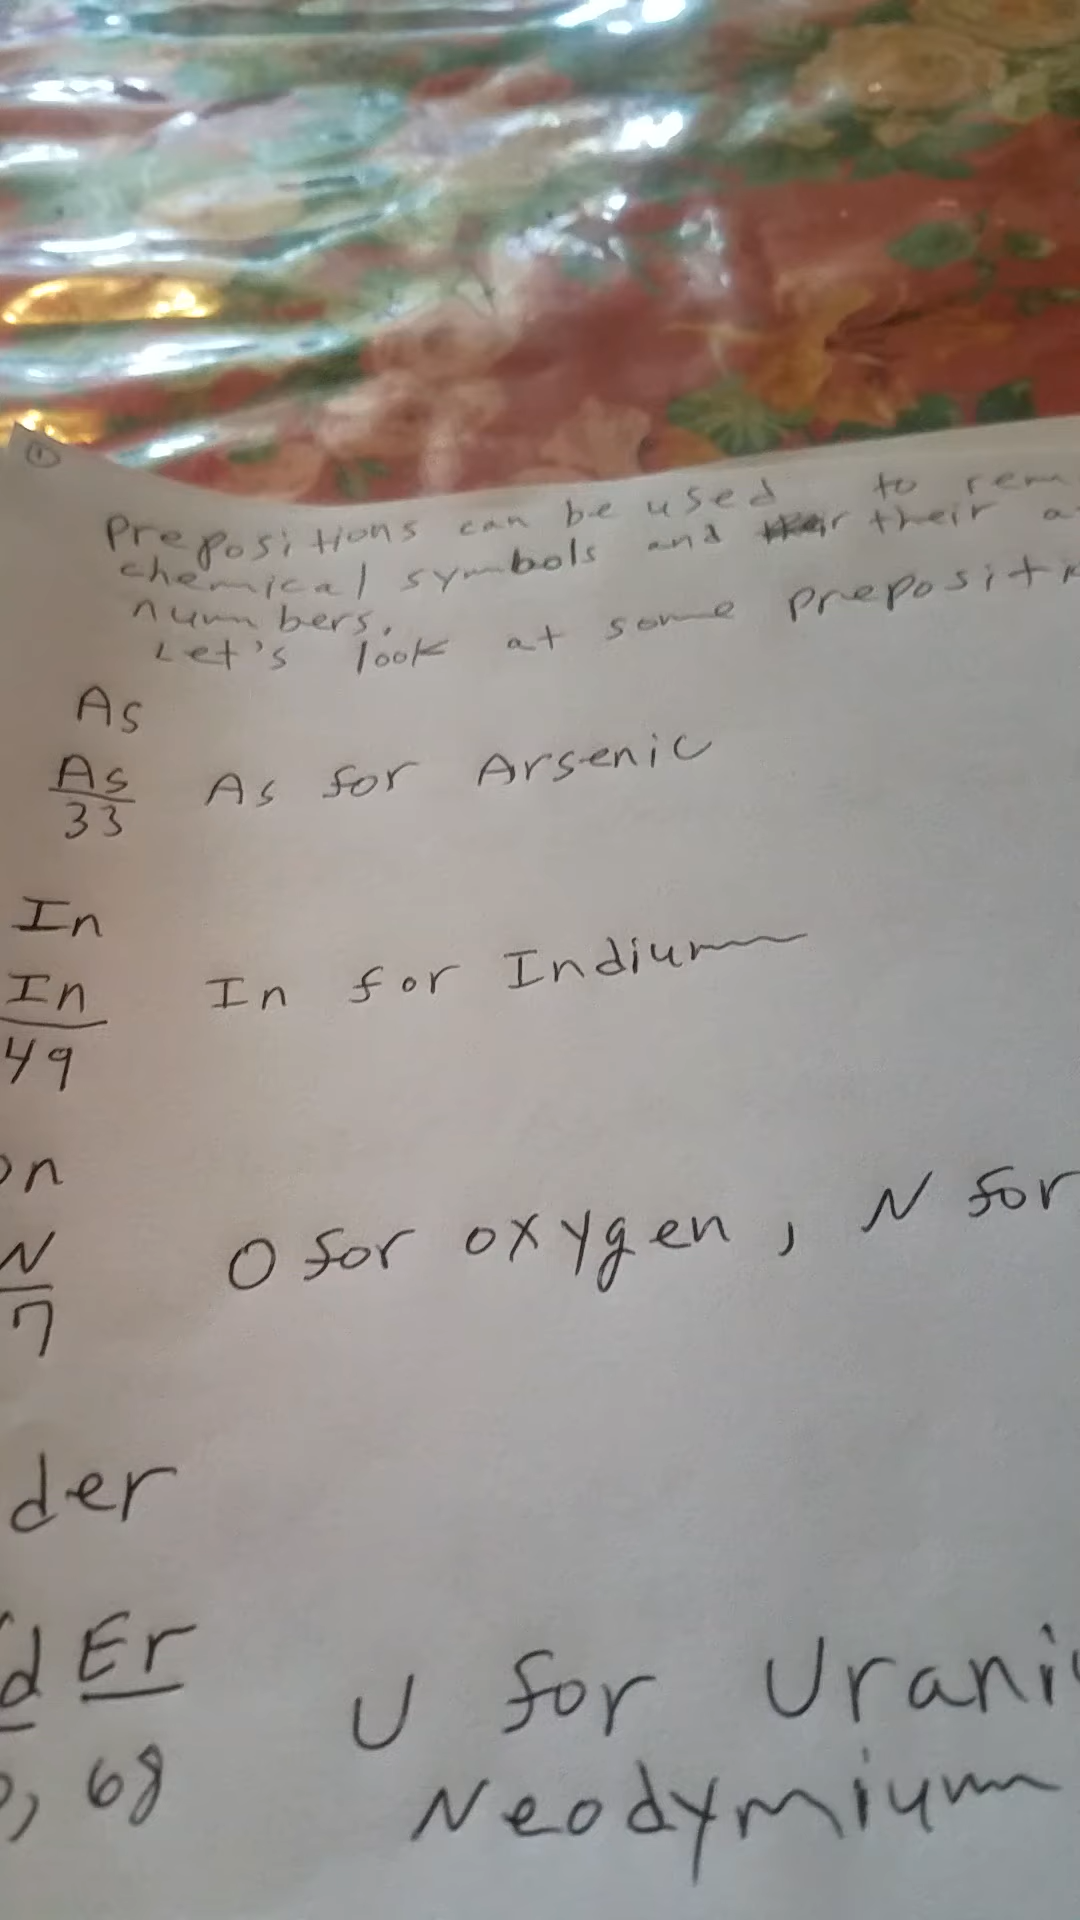 1
Prepositions can be used to rem
chemical symbols and their a
numbers.
Let's look at some preposit
As
As As for Arsenic
33
In
In In for Indium
49
on
N O for oxygen, N for
7
der
d Er U for Urani
, 68 Neodymium